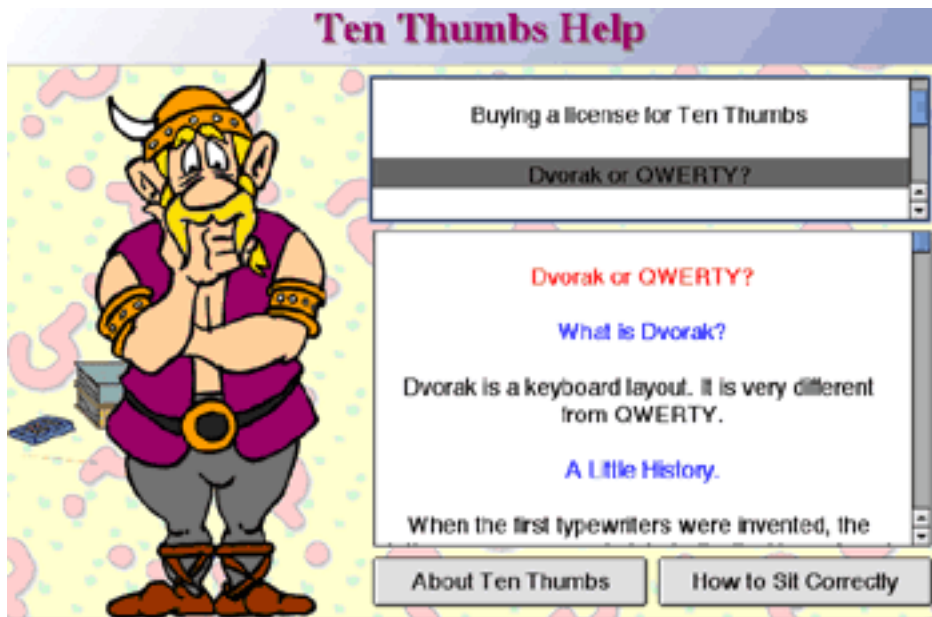 Ten Thumbs Help
Buying a license for Ten Thumbs
Dvorak or QWERTY?
Dvorak or QWERTY?
What is Dvorak?
Dvorak is a keyboard layout. It is very different
from QWERTY.
A Little History.
When the first typewriters were invented, the
About Ten Thumbs
How to Sit Correctly